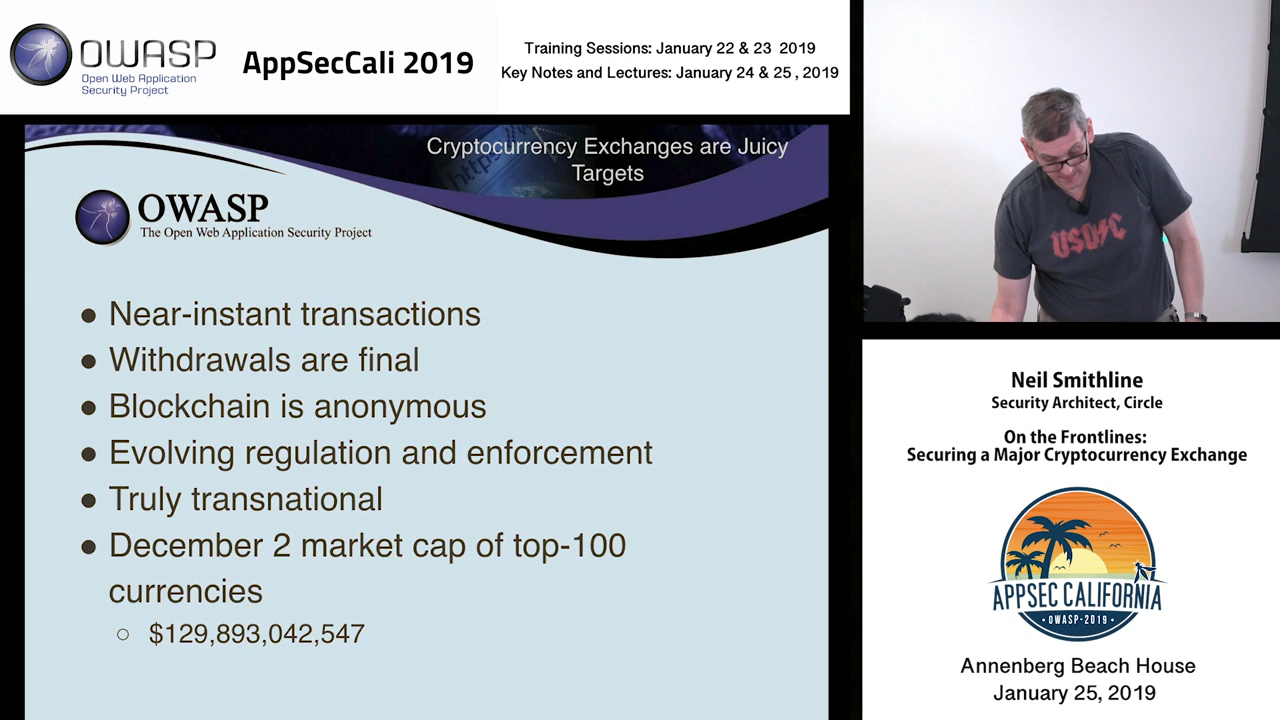 OWASP
Open Web Application
Security Project
AppSecCali 2019
Training Sessions: January 22 & 23 2019
Key Notes and Lectures: January 24 & 25 , 2019
Cryptocurrency Exchanges are Juicy
Targets
https
OWASP
The Open Web Application Security Project
● Near-instant transactions
● Withdrawals are final
● Blockchain is anonymous
● Evolving regulation and enforcement
● Truly transnational
● December 2 market cap of top-100
currencies
○ $129,893,042,547
Neil Smithline
Security Architect, Circle
On the Frontlines:
Securing a Major Cryptocurrency Exchange
APPSEC CALIFORNIA
• OWASP-2019 •
Annenberg Beach House
January 25, 2019